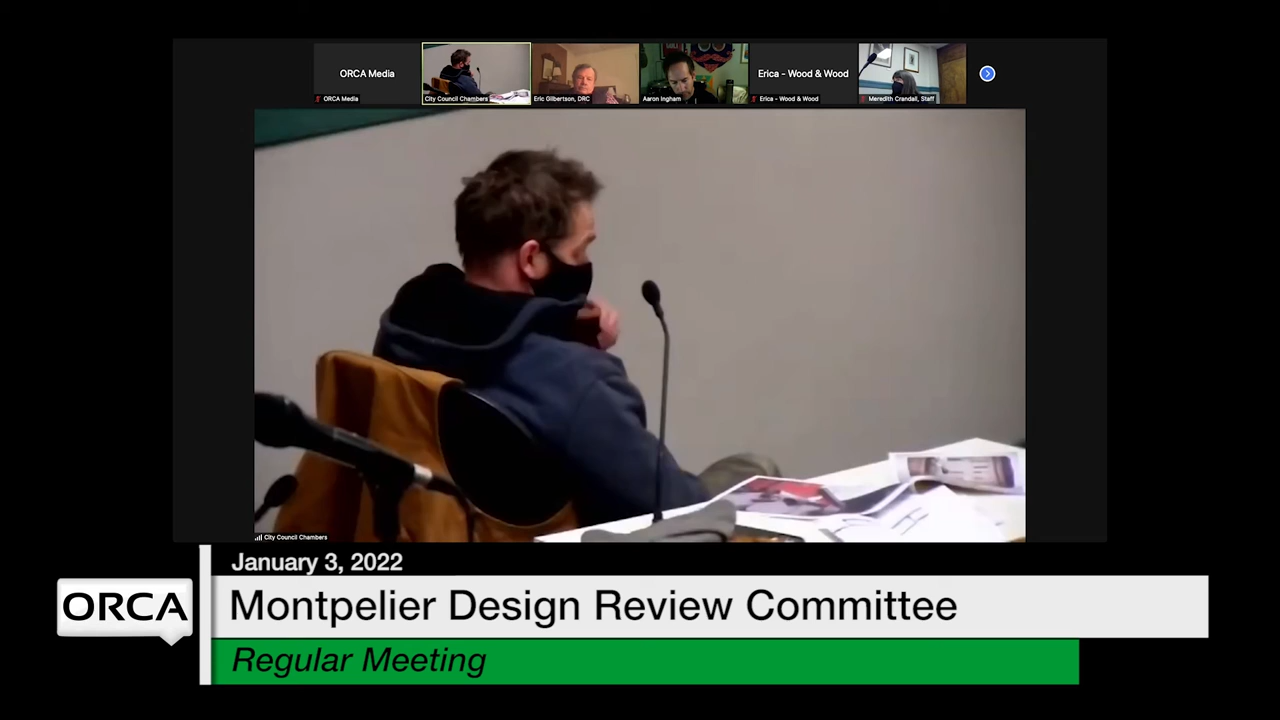 ORCA Media
Erica - Wood & Wood
ORCA Media
City Council Chambers
Eric Gilbertson, DRC
Aaron Ingham
Erica - Wood & Wood
Meredith Crandall, Staff
City Council Chambers
January 3, 2022
ORCA
Montpelier Design Review Committee
Regular Meeting